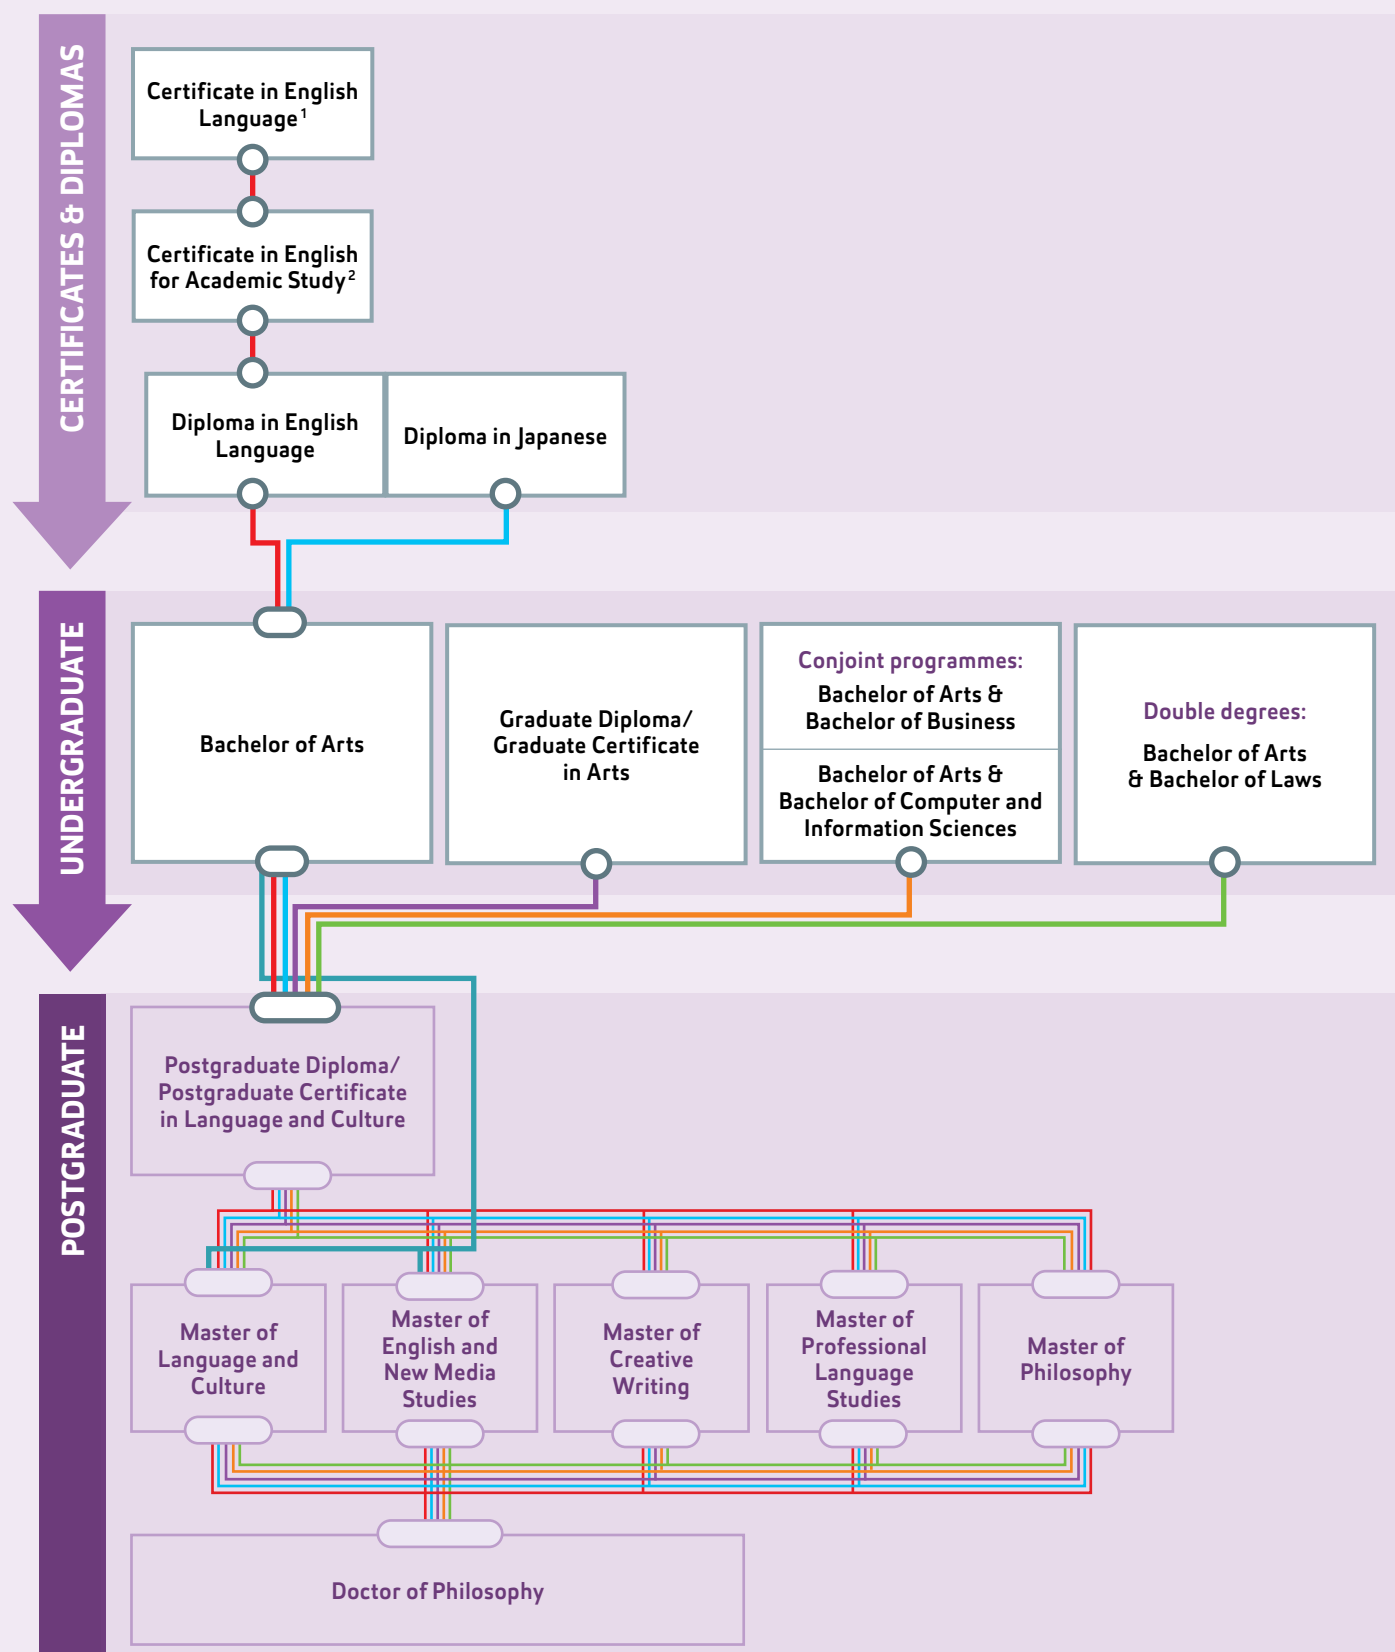 CERTIFICATES & DIPLOMAS
Certificate in English
Language¹
Certificate in English
for Academic Study²
Diploma in English
Language
Diploma in Japanese
UNDERGRADUATE
Bachelor of Arts
Graduate Diploma/
Graduate Certificate
in Arts
Conjoint programmes:
Bachelor of Arts &
Bachelor of Business
Bachelor of Arts &
Bachelor of Computer and
Information Sciences
Double degrees:
Bachelor of Arts
& Bachelor of Laws
POSTGRADUATE
Postgraduate Diploma/
Postgraduate Certificate
in Language and Culture
Master of
Language and
Culture
Master of
English and
New Media
Studies
Master of
Creative
Writing
Master of
Professional
Language
Studies
Master of
Philosophy
Doctor of Philosophy